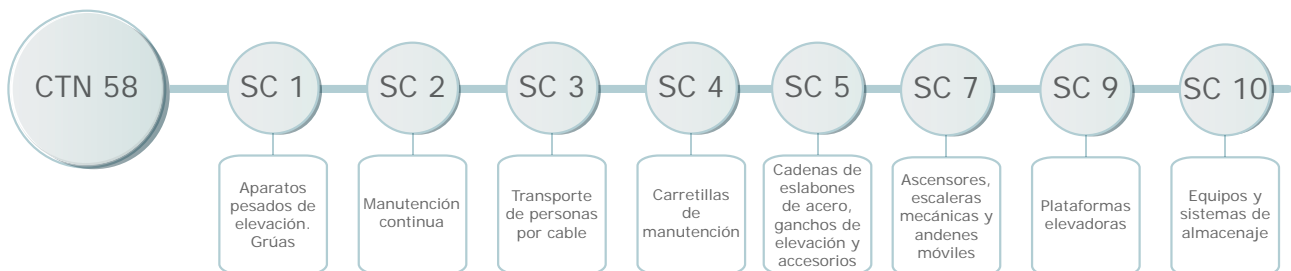 CTN 58
SC 1
SC 2
SC 3
SC 4
SC 5
SC 7
SC 9
SC 10
Aparatos
pesados de
elevación.
Grúas
Manutención
continua
Transporte
de personas
por cable
Carretillas
de
manutención
Cadenas de
eslabones
de acero,
ganchos de
elevación y
accesorios
Ascensores,
escaleras
mecánicas y
andenes
móviles
Plataformas
elevadoras
Equipos y
sistemas de
almacenaje